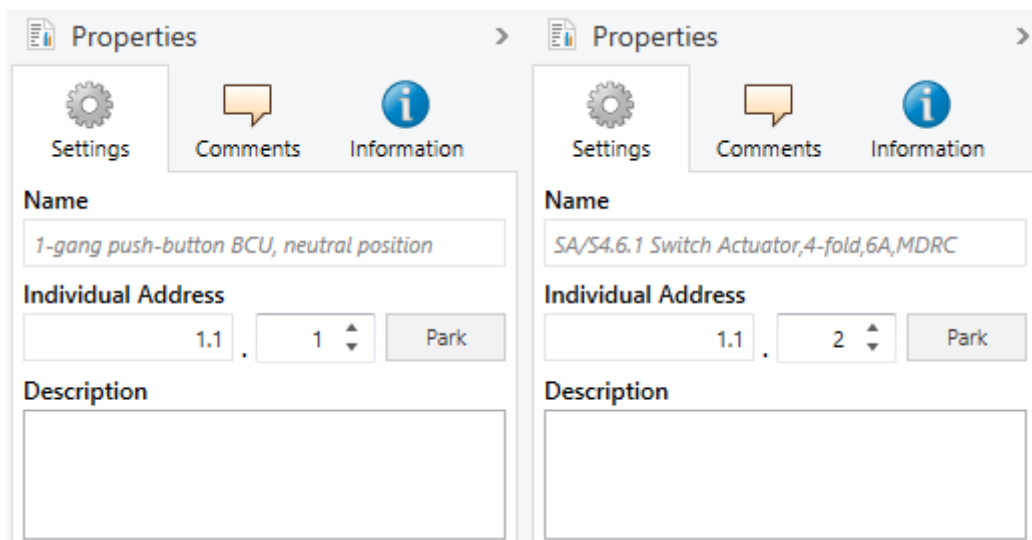 Properties
Settings Comments Information
Name
1-gang push-button BCU, neutral position
Individual Address
1.1 . 1 Park
Description
Properties
Settings Comments Information
Name
SA/S4.6.1 Switch Actuator,4-fold,6A,MDRC
Individual Address
1.1 . 2 Park
Description